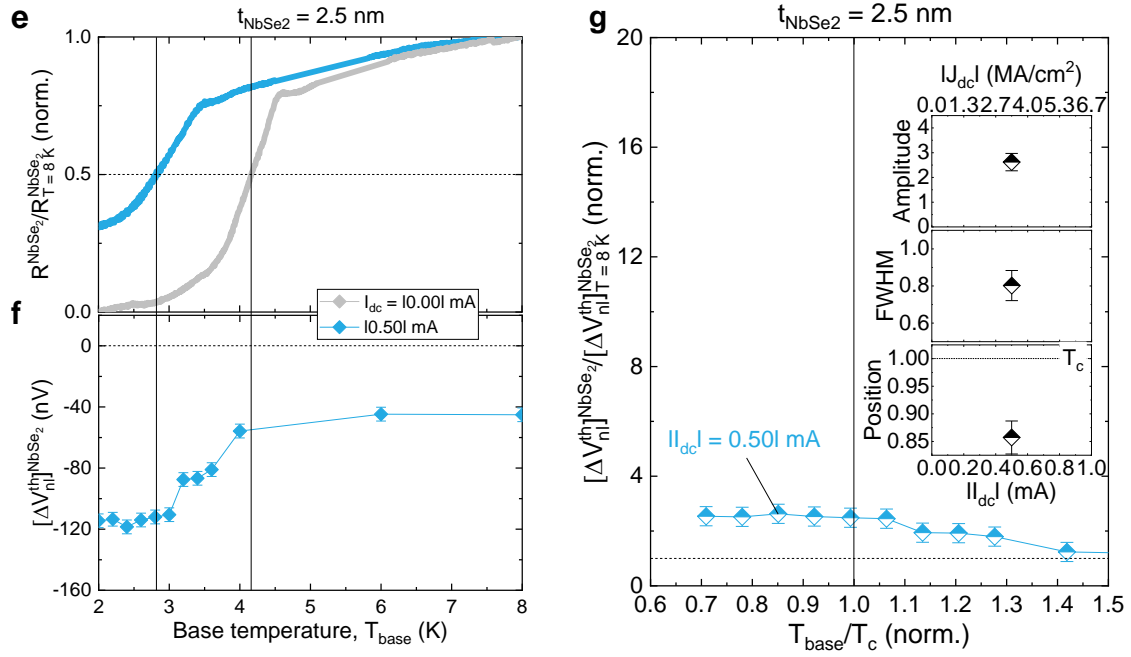 e
t_NbSe2 = 2.5 nm
R^NbSe₂/R^NbSe₂_T = 8 K (norm.)
1.0
0.5
0.0
I_dc = |0.00| mA
|0.50| mA
f
[ΔV^th_nl]^NbSe₂ (nV)
0
-40
-80
-120
-160
2 3 4 5 6 7 8
Base temperature, T_base (K)
g
t_NbSe2 = 2.5 nm
[ΔV^th_nl]^NbSe₂/[ΔV^th_nl]^NbSe₂_T = 8 K (norm.)
20
16
12
8
4
0
|I_dc| = 0.50| mA
0.6 0.7 0.8 0.9 1.0 1.1 1.2 1.3 1.4 1.5
T_base/T_c (norm.)
|J_dc| (MA/cm²)
0.01.32.74.05.36.7
Amplitude
4
3
2
1
0
FWHM
1.0
0.8
0.6
Position
1.00
0.95
0.90
0.85
T_c
0.00.20.40.60.81.0
|I_dc| (mA)